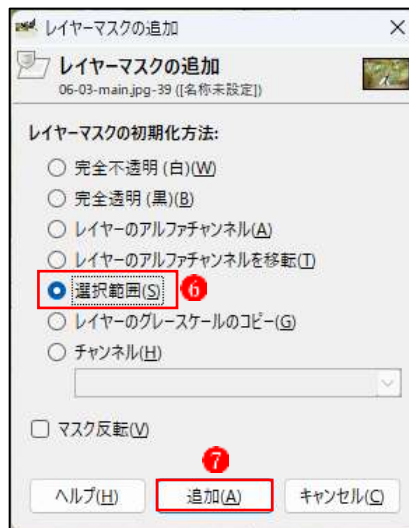 レイヤーマスクの追加
レイヤーマスクの追加
06-03-main.jpg-39 ([名称未設定])
レイヤーマスクの初期化方法:
完全不透明 (白)(W)
完全透明 (黒)(B)
レイヤーのアルファチャンネル(A)
レイヤーのアルファチャンネルを移転(T)
選択範囲(S) 6
レイヤーのグレースケールのコピー(G)
チャンネル(H)
マスク反転(V)
7
ヘルプ(H) 追加(A) キャンセル(C)